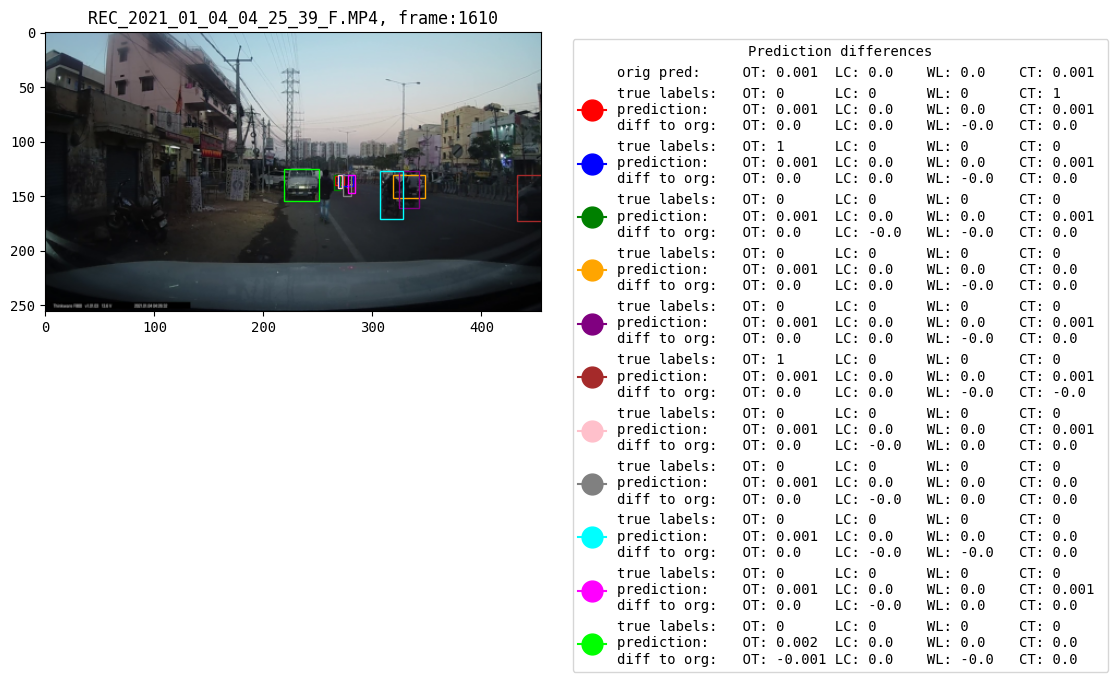 REC_2021_01_04_04_25_39_F.MP4, frame:1610
0
50
100
150
200
250
0 100 200 300 400
Prediction differences
orig pred: OT: 0.001 LC: 0.0 WL: 0.0 CT: 0.001
true labels: OT: 0 LC: 0 WL: 0 CT: 1
prediction: OT: 0.001 LC: 0.0 WL: 0.0 CT: 0.001
diff to org: OT: 0.0 LC: 0.0 WL: -0.0 CT: 0.0
true labels: OT: 1 LC: 0 WL: 0 CT: 0
prediction: OT: 0.001 LC: 0.0 WL: 0.0 CT: 0.001
diff to org: OT: 0.0 LC: 0.0 WL: -0.0 CT: 0.0
true labels: OT: 0 LC: 0 WL: 0 CT: 0
prediction: OT: 0.001 LC: 0.0 WL: 0.0 CT: 0.001
diff to org: OT: 0.0 LC: -0.0 WL: -0.0 CT: 0.0
true labels: OT: 0 LC: 0 WL: 0 CT: 0
prediction: OT: 0.001 LC: 0.0 WL: 0.0 CT: 0.0
diff to org: OT: 0.0 LC: 0.0 WL: -0.0 CT: 0.0
true labels: OT: 0 LC: 0 WL: 0 CT: 0
prediction: OT: 0.001 LC: 0.0 WL: 0.0 CT: 0.001
diff to org: OT: 0.0 LC: 0.0 WL: -0.0 CT: 0.0
true labels: OT: 1 LC: 0 WL: 0 CT: 0
prediction: OT: 0.001 LC: 0.0 WL: 0.0 CT: 0.001
diff to org: OT: 0.0 LC: 0.0 WL: -0.0 CT: -0.0
true labels: OT: 0 LC: 0 WL: 0 CT: 0
prediction: OT: 0.001 LC: 0.0 WL: 0.0 CT: 0.001
diff to org: OT: 0.0 LC: -0.0 WL: 0.0 CT: 0.0
true labels: OT: 0 LC: 0 WL: 0 CT: 0
prediction: OT: 0.001 LC: 0.0 WL: 0.0 CT: 0.0
diff to org: OT: 0.0 LC: -0.0 WL: 0.0 CT: 0.0
true labels: OT: 0 LC: 0 WL: 0 CT: 0
prediction: OT: 0.001 LC: 0.0 WL: 0.0 CT: 0.0
diff to org: OT: 0.0 LC: -0.0 WL: -0.0 CT: 0.0
true labels: OT: 0 LC: 0 WL: 0 CT: 0
prediction: OT: 0.001 LC: 0.0 WL: 0.0 CT: 0.001
diff to org: OT: 0.0 LC: -0.0 WL: 0.0 CT: 0.0
true labels: OT: 0 LC: 0 WL: 0 CT: 0
prediction: OT: 0.002 LC: 0.0 WL: 0.0 CT: 0.0
diff to org: OT: -0.001 LC: 0.0 WL: -0.0 CT: 0.0